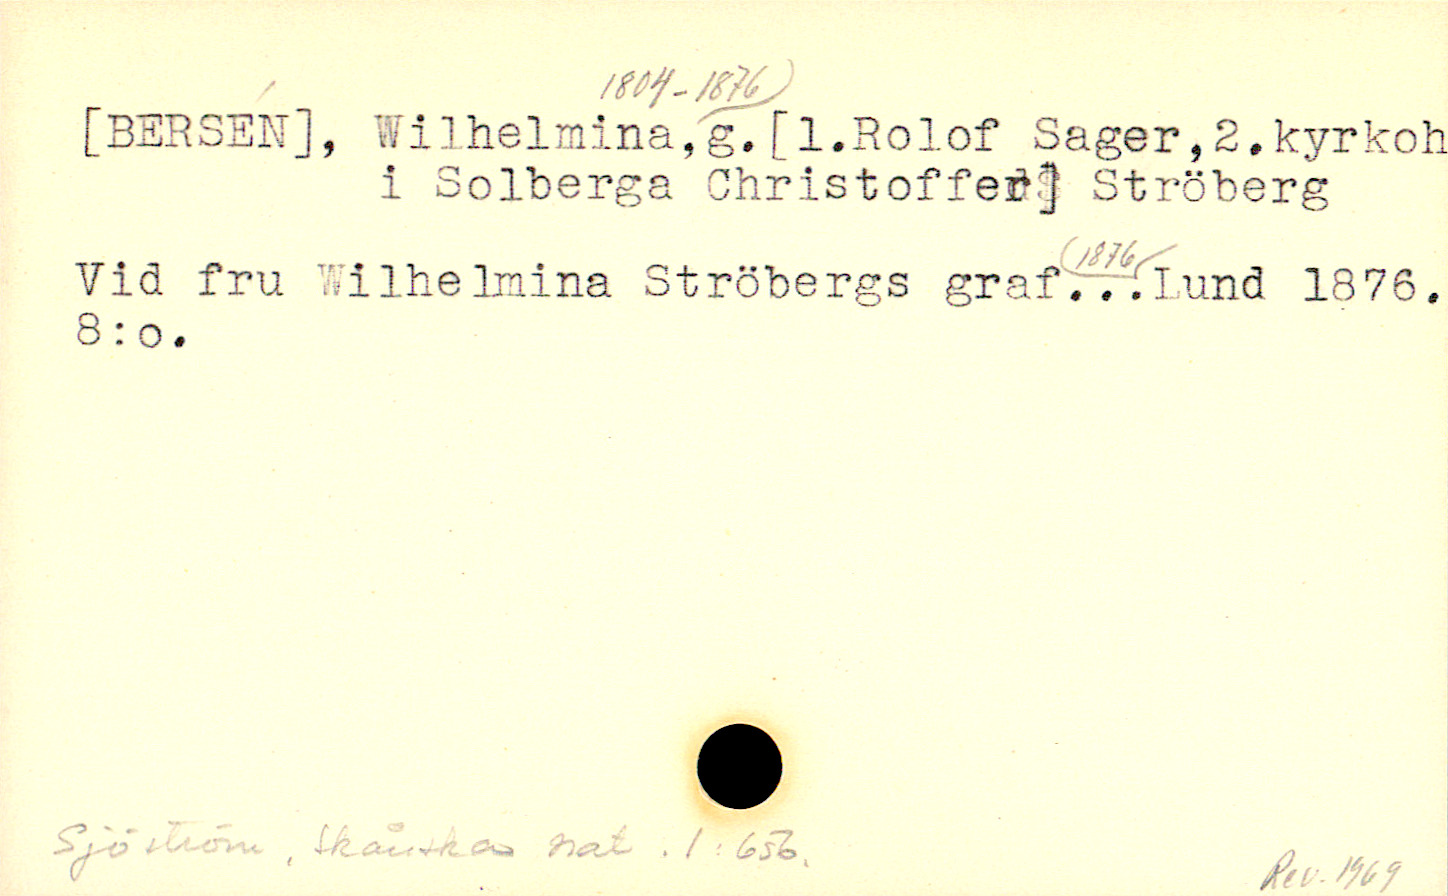 1804-1876
[BERSÉN], Wilhelmina, g. [1.Rolof Sager,2.kyrkoh
i Solberga Christoffer] Ströberg
(1876
Vid fru Wilhelmina Ströbergs graf...Lund 1876.
8:o.
Sjöström, Skånska nat. 1:656.
Rev. 1969